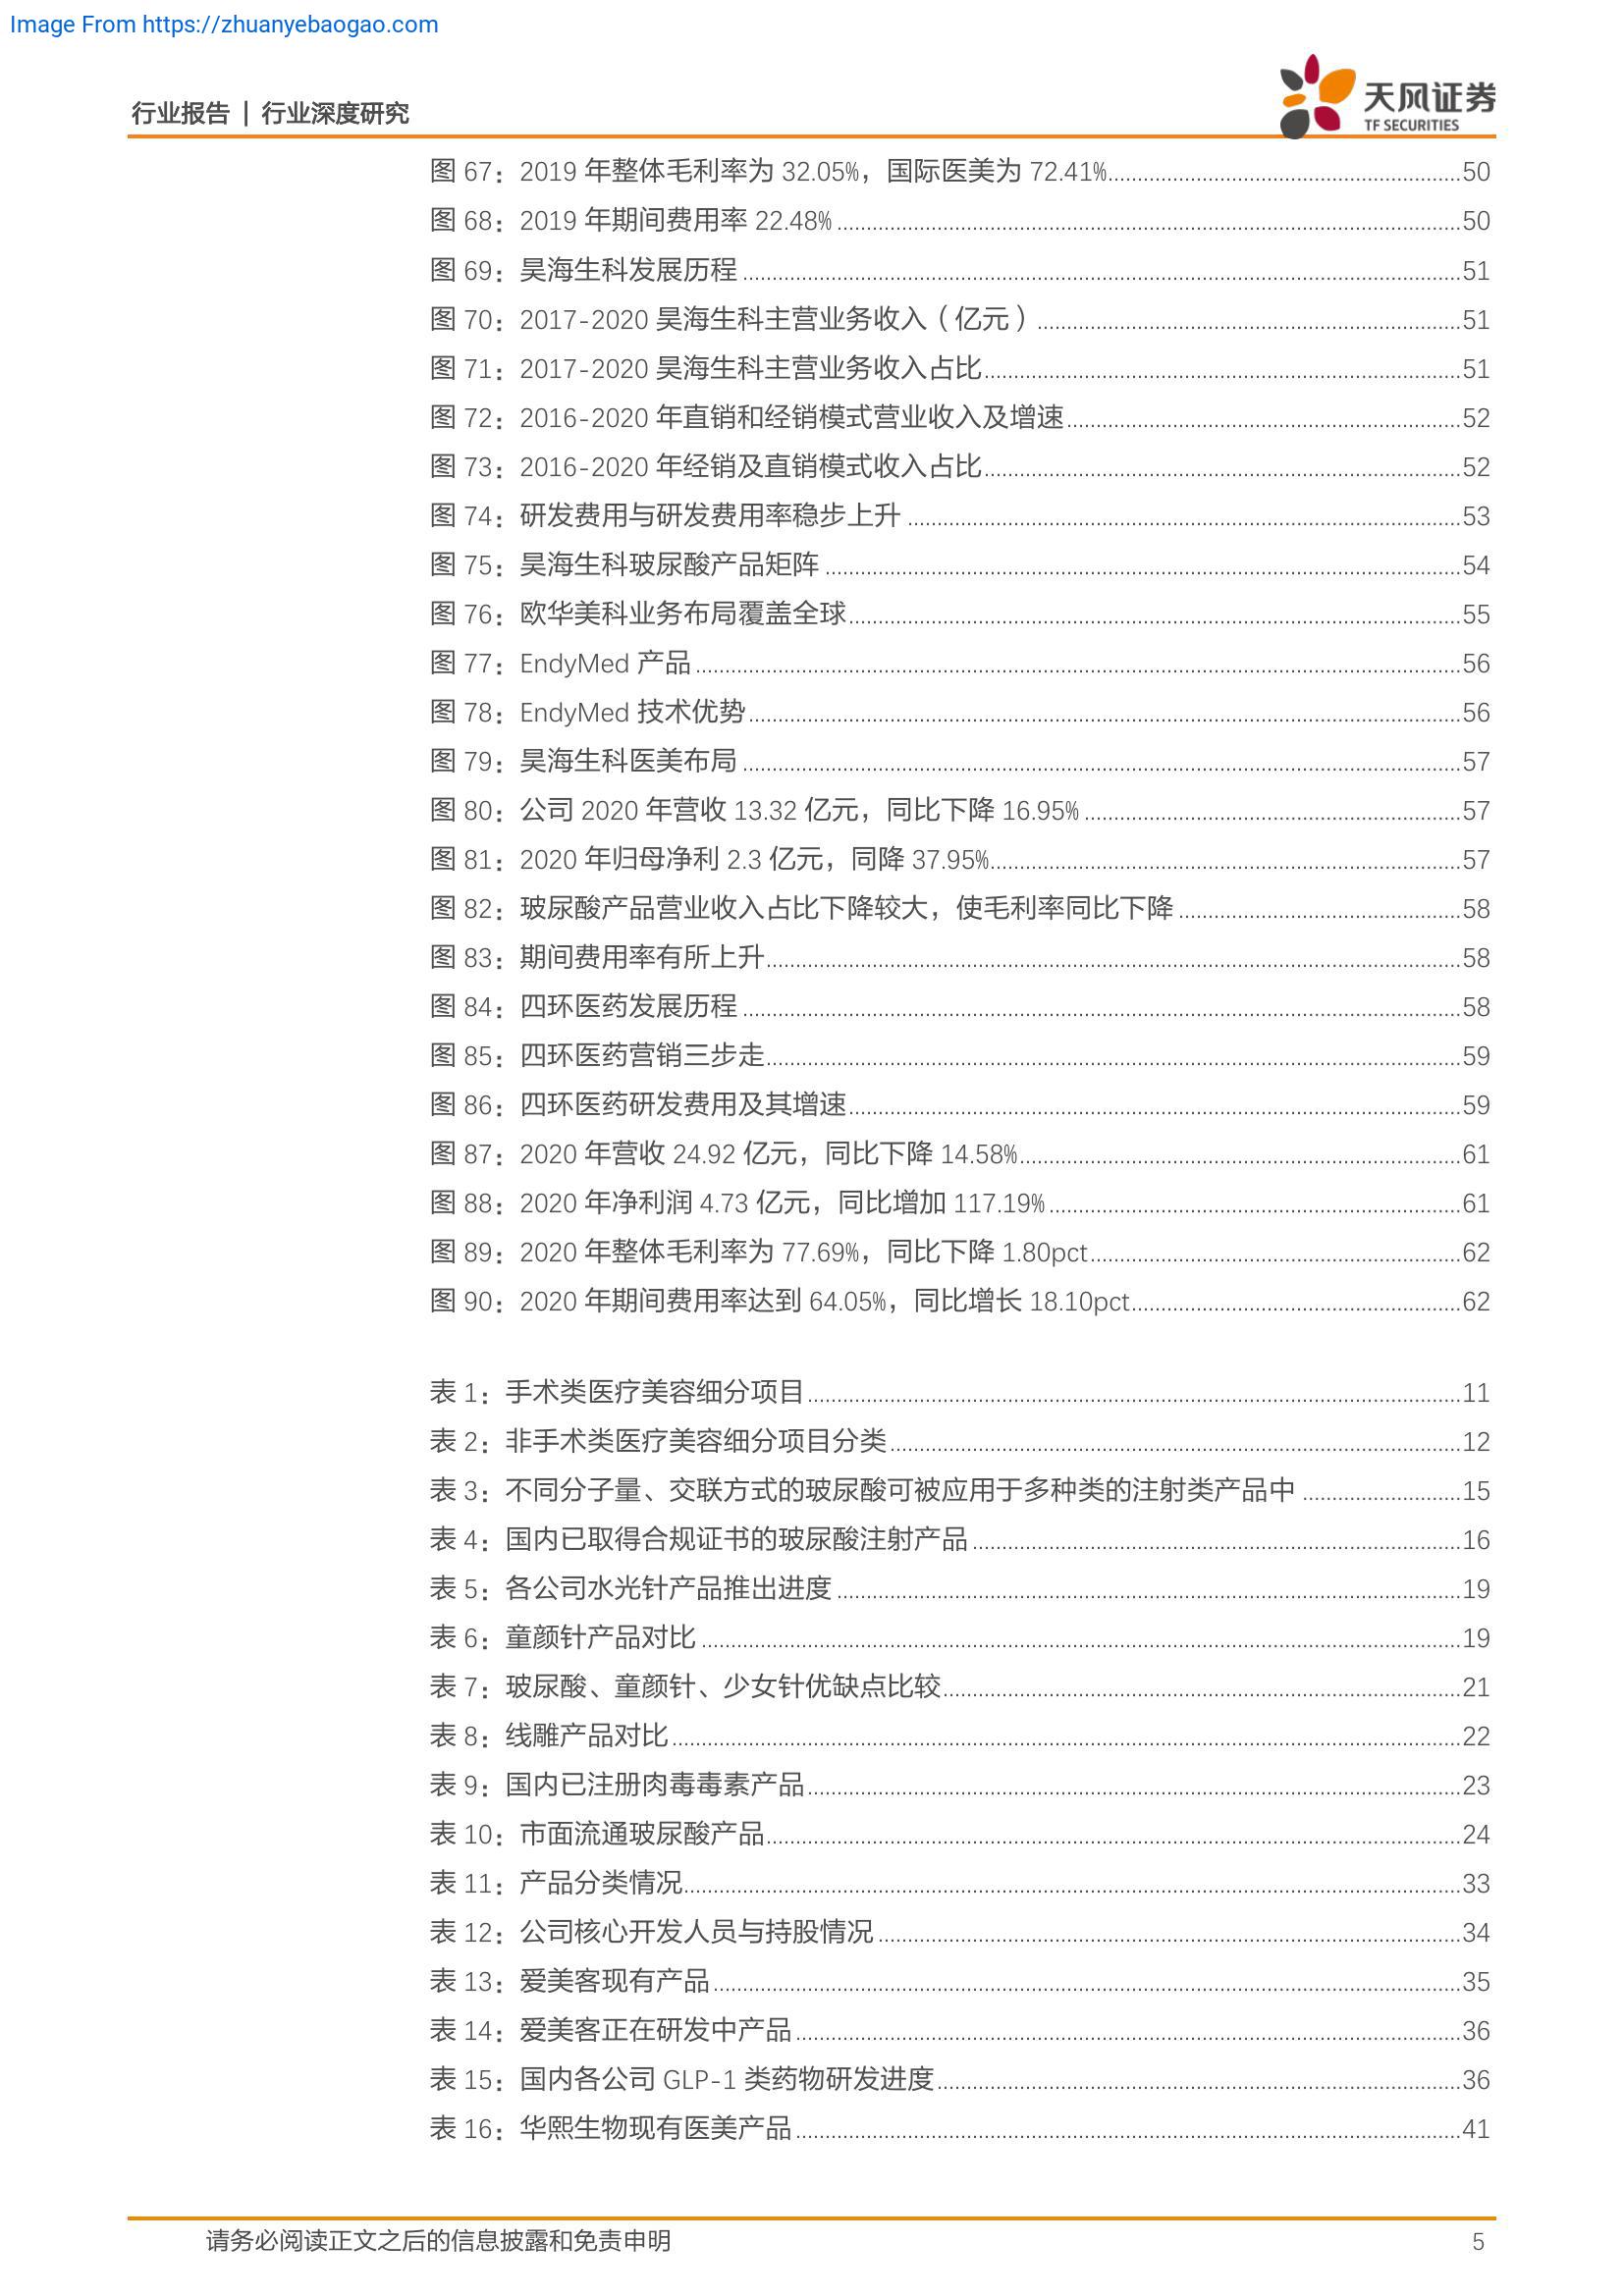 Image From https://zhuanyebaogao.com
行业报告 | 行业深度研究
天风证券
TF SECURITIES
图 67：2019 年整体毛利率为 32.05%，国际医美为 72.41%..........50
图 68：2019 年期间费用率 22.48%..........50
图 69：昊海生科发展历程..........51
图 70：2017-2020 昊海生科主营业务收入（亿元）..........51
图 71：2017-2020 昊海生科主营业务收入占比..........51
图 72：2016-2020 年直销和经销模式营业收入及增速..........52
图 73：2016-2020 年经销及直销模式收入占比..........52
图 74：研发费用与研发费用率稳步上升..........53
图 75：昊海生科玻尿酸产品矩阵..........54
图 76：欧华美科业务布局覆盖全球..........55
图 77：EndyMed 产品..........56
图 78：EndyMed 技术优势..........56
图 79：昊海生科医美布局..........57
图 80：公司 2020 年营收 13.32 亿元，同比下降 16.95%..........57
图 81：2020 年归母净利 2.3 亿元，同降 37.95%..........57
图 82：玻尿酸产品营业收入占比下降较大，使毛利率同比下降..........58
图 83：期间费用率有所上升..........58
图 84：四环医药发展历程..........58
图 85：四环医药营销三步走..........59
图 86：四环医药研发费用及其增速..........59
图 87：2020 年营收 24.92 亿元，同比下降 14.58%..........61
图 88：2020 年净利润 4.73 亿元，同比增加 117.19%..........61
图 89：2020 年整体毛利率为 77.69%，同比下降 1.80pct..........62
图 90：2020 年期间费用率达到 64.05%，同比增长 18.10pct..........62
表 1：手术类医疗美容细分项目..........11
表 2：非手术类医疗美容细分项目分类..........12
表 3：不同分子量、交联方式的玻尿酸可被应用于多种类的注射类产品中..........15
表 4：国内已取得合规证书的玻尿酸注射产品..........16
表 5：各公司水光针产品推出进度..........19
表 6：童颜针产品对比..........19
表 7：玻尿酸、童颜针、少女针优缺点比较..........21
表 8：线雕产品对比..........22
表 9：国内已注册肉毒毒素产品..........23
表 10：市面流通玻尿酸产品..........24
表 11：产品分类情况..........33
表 12：公司核心开发人员与持股情况..........34
表 13：爱美客现有产品..........35
表 14：爱美客正在研发中产品..........36
表 15：国内各公司 GLP-1 类药物研发进度..........36
表 16：华熙生物现有医美产品..........41
请务必阅读正文之后的信息披露和免责申明 5